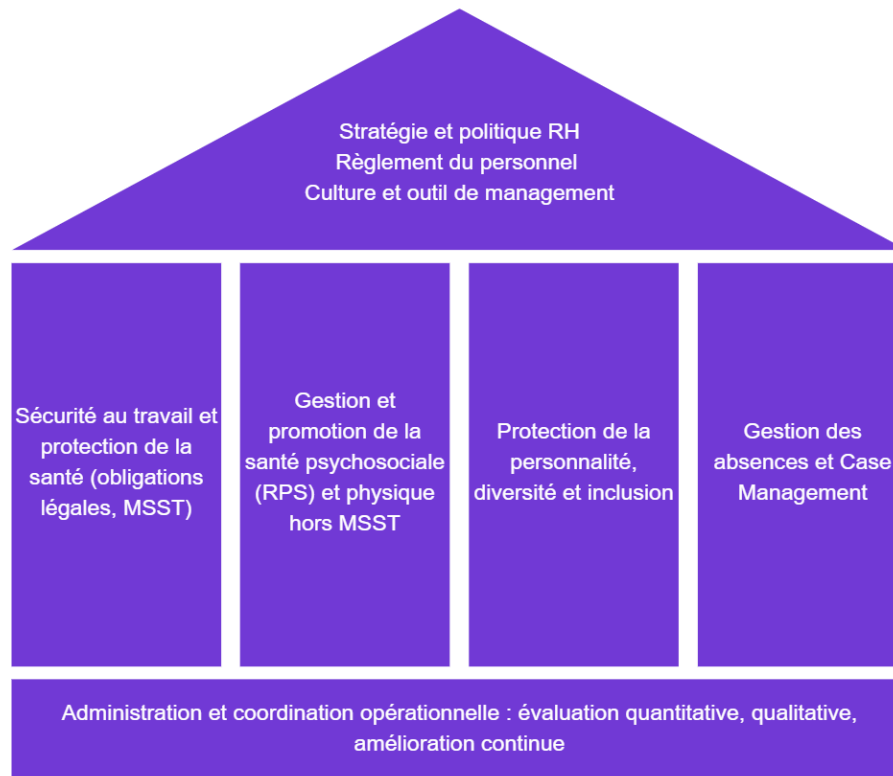 Stratégie et politique RH
Règlement du personnel
Culture et outil de management
Sécurité au travail et
protection de la
santé (obligations
légales, MSST)
Gestion et
promotion de la
santé psychosociale
(RPS) et physique
hors MSST
Protection de la
personnalité,
diversité et inclusion
Gestion des
absences et Case
Management
Administration et coordination opérationnelle : évaluation quantitative, qualitative,
amélioration continue